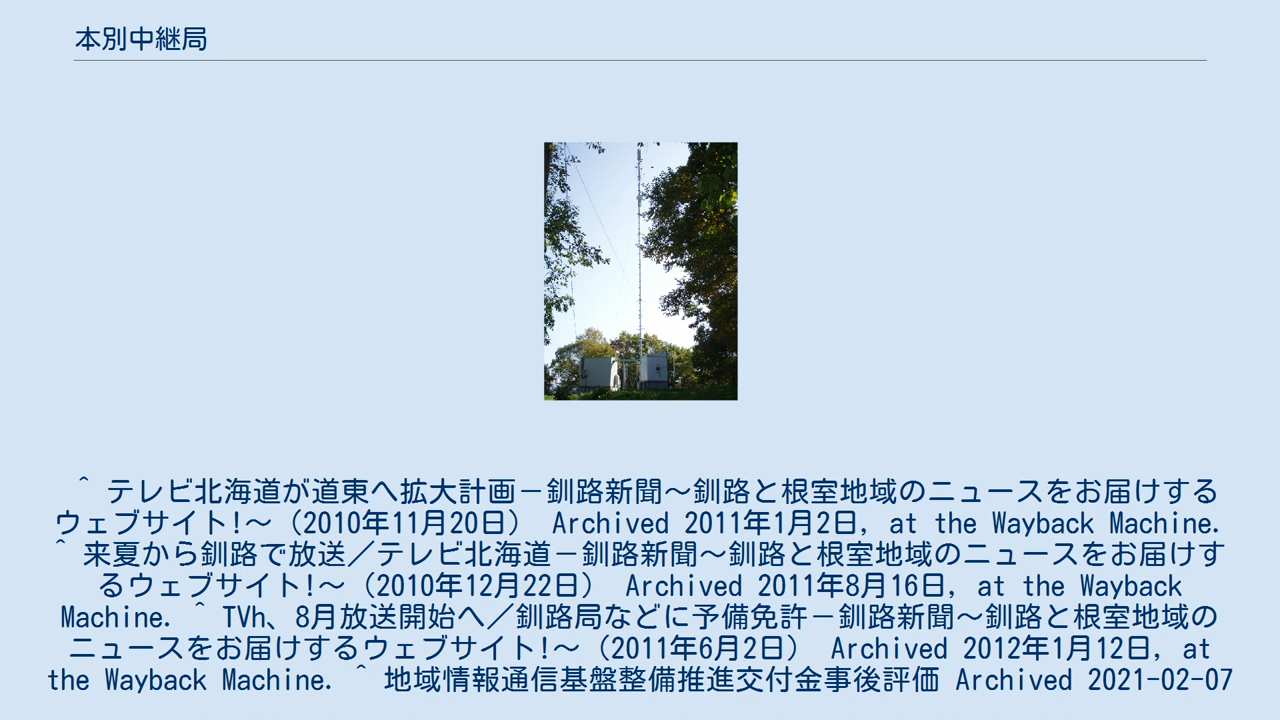 本別中継局
^ テレビ北海道が道東へ拡大計画－釧路新聞～釧路と根室地域のニュースをお届けする
ウェブサイト!～（2010年11月20日） Archived 2011年1月2日, at the Wayback Machine.
^ 来夏から釧路で放送／テレビ北海道－釧路新聞～釧路と根室地域のニュースをお届けす
るウェブサイト!～（2010年12月22日） Archived 2011年8月16日, at the Wayback
Machine. ^ TVh、8月放送開始へ／釧路局などに予備免許－釧路新聞～釧路と根室地域の
ニュースをお届けするウェブサイト!～（2011年6月2日） Archived 2012年1月12日, at
the Wayback Machine. ^ 地域情報通信基盤整備推進交付金事後評価 Archived 2021-02-07